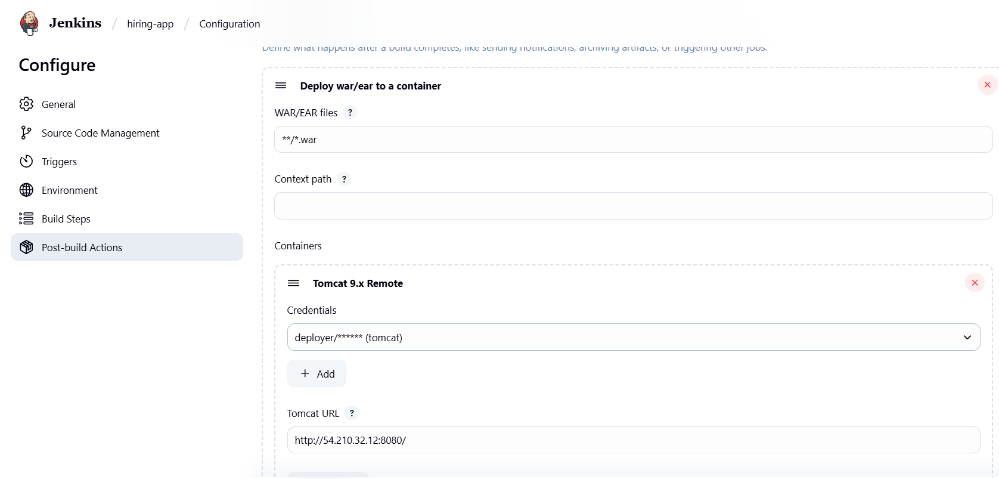 Jenkins / hiring-app / Configuration
Configure
General
Source Code Management
Triggers
Environment
Build Steps
Post-build Actions
Define what happens after a build completes, like sending notifications, archiving artifacts, or triggering other jobs.
Deploy war/ear to a container
WAR/EAR files ?
**/*.war
Context path ?
Containers
Tomcat 9.x Remote
Credentials
deployer/****** (tomcat)
+ Add
Tomcat URL ?
http://54.210.32.12:8080/